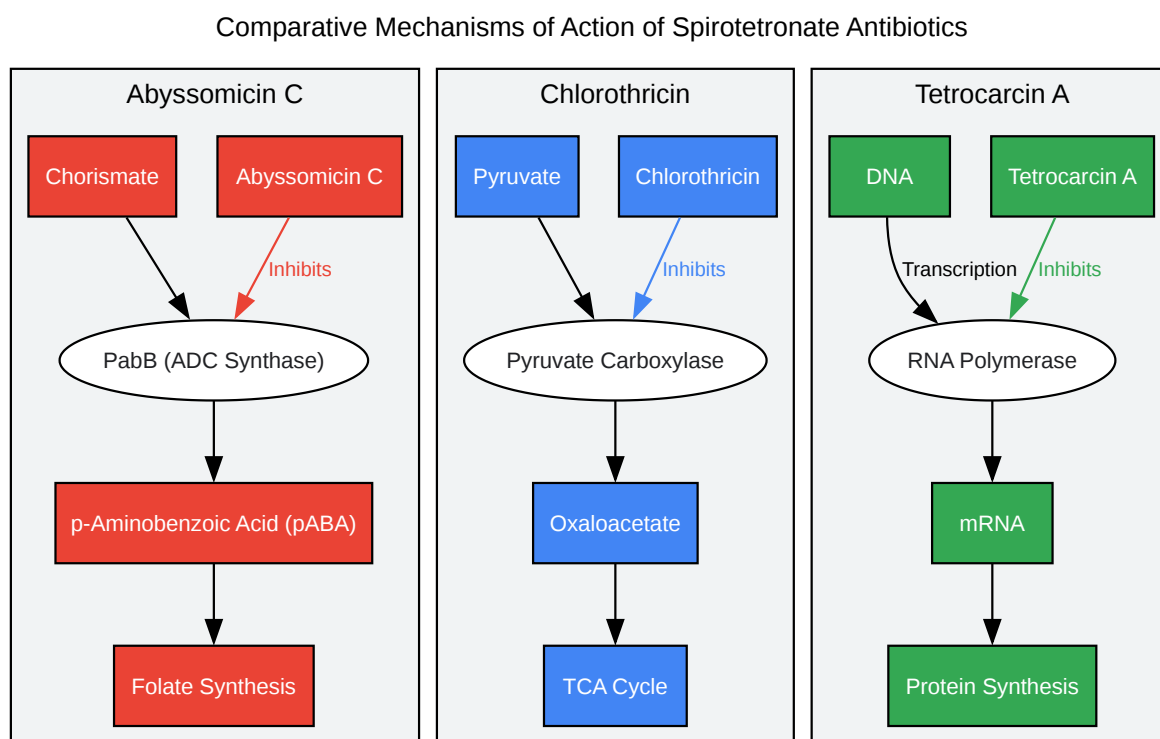 Comparative Mechanisms of Action of Spirotetronate Antibiotics
Abyssomicin C
Chorismate
Abyssomicin C
Inhibits
PabB (ADC Synthase)
p-Aminobenzoic Acid (pABA)
Folate Synthesis
Chlorothricin
Pyruvate
Chlorothricin
Inhibits
Pyruvate Carboxylase
Oxaloacetate
TCA Cycle
Tetrocarcin A
DNA
Tetrocarcin A
Transcription
Inhibits
RNA Polymerase
mRNA
Protein Synthesis